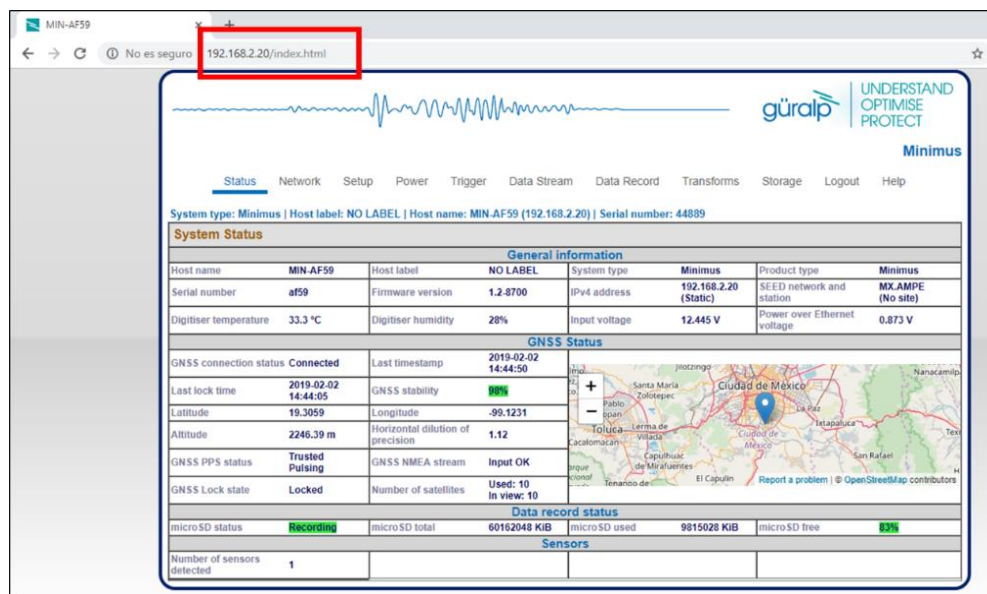 MIN-AF59
No es seguro 192.168.2.20/index.html
güralp
UNDERSTAND
OPTIMISE
PROTECT
Minimus
Status Network Setup Power Trigger Data Stream Data Record Transforms Storage Logout Help
System type: Minimus | Host label: NO LABEL | Host name: MIN-AF59 (192.168.2.20) | Serial number: 44889
System Status
General information
Host name MIN-AF59 Host label NO LABEL System type Minimus Product type Minimus
Serial number af59 Firmware version 1.2-8700 IPv4 address 192.168.2.20 (Static) SEED network and station MX.AMPE (No site)
Digitiser temperature 33.3 °C Digitiser humidity 28% Input voltage 12.445 V Power over Ethernet voltage 0.873 V
GNSS Status
GNSS connection status Connected Last timestamp 2019-02-02 14:44:50
Last lock time 2019-02-02 14:44:05 GNSS stability 98%
Latitude 19.3059 Longitude -99.1231
Altitude 2246.39 m Horizontal dilution of precision 1.12
GNSS PPS status Trusted Pulsing GNSS NMEA stream Input OK
GNSS Lock state Locked Number of satellites Used: 10 In view: 10
+
−
Jilotzingo
Nanacamilpa
Santa Maria
Zolotepec
Ciudad de México
Pablo
La Paz
Ixtapaluca
Toluca
Lerma de
Villada
Cacalomacán
Ciudad de
México
Capulhuac
de Mirafuentes
San Rafael
El Capulín
Tenango de
Report a problem | © OpenStreetMap contributors
Data record status
microSD status Recording microSD total 60162048 KiB microSD used 9815028 KiB microSD free 83%
Sensors
Number of sensors detected 1